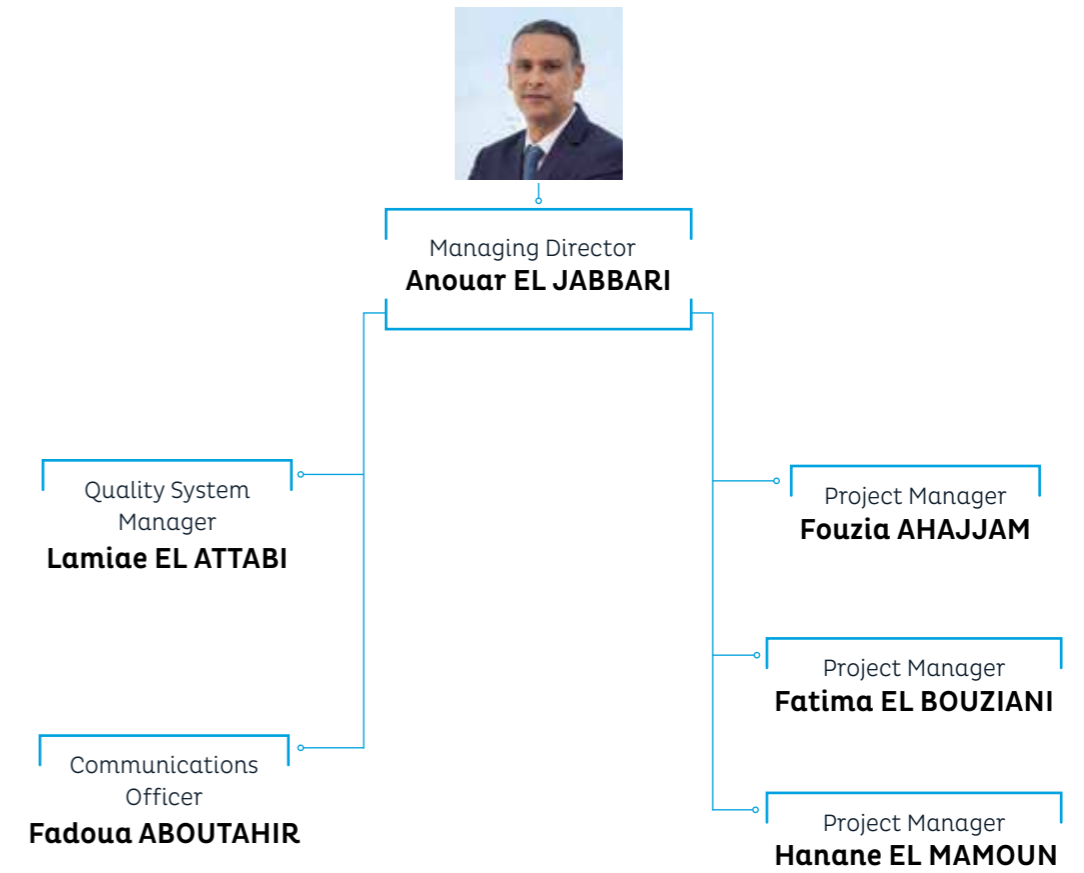 Managing Director
Anouar EL JABBARI
Quality System
Manager
Lamiae EL ATTABI
Communications
Officer
Fadoua ABOUTAHIR
Project Manager
Fouzia AHAJJAM
Project Manager
Fatima EL BOUZIANI
Project Manager
Hanane EL MAMOUN